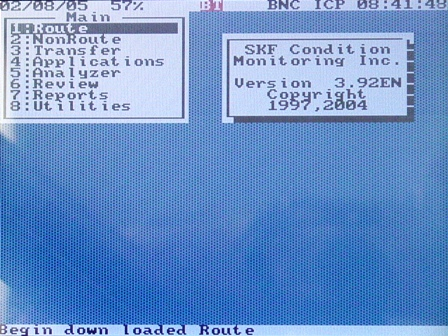 02/08/05 57% BT BNC ICP 08:41:48
Main
1:Route
2:NonRoute
3:Transfer
4:Applications
5:Analyzer
6:Review
7:Reports
8:Utilities
SKF Condition
Monitoring Inc.
Version 3.92EN
Copyright
1997,2004
Begin down loaded Route